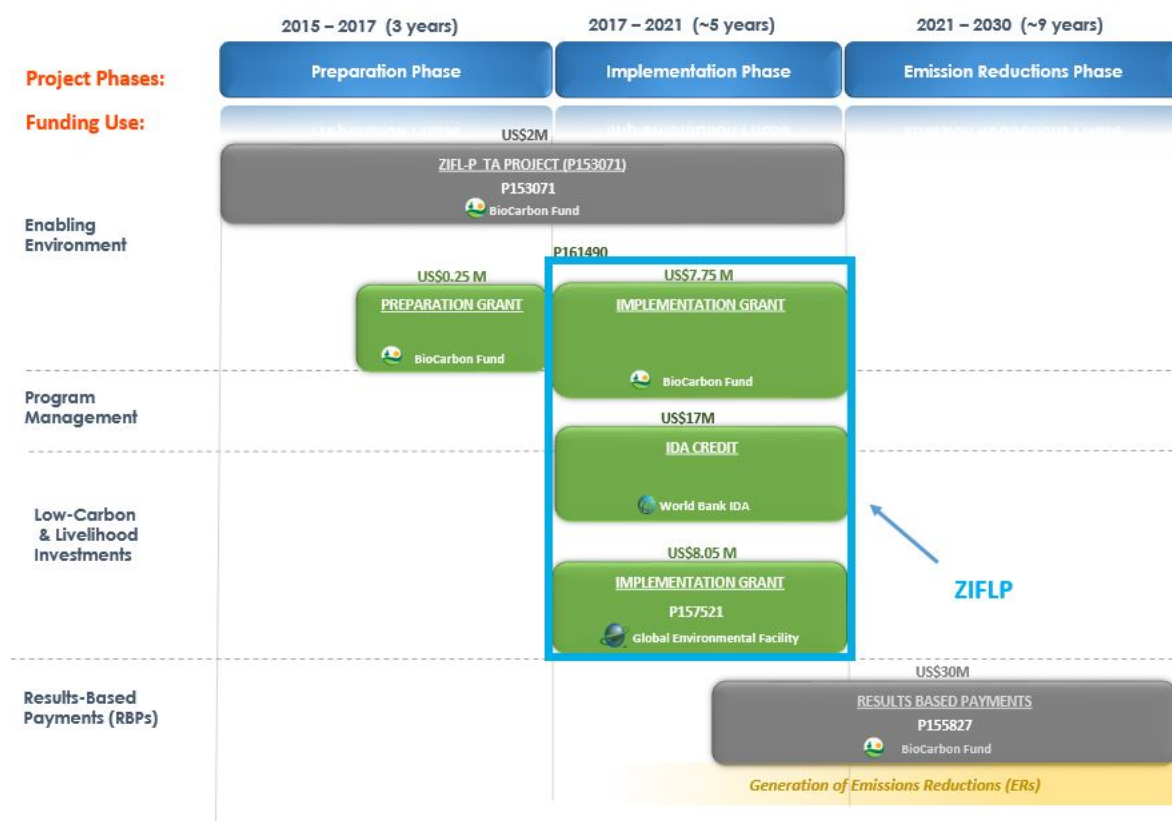 2015 – 2017 (3 years)
2017 – 2021 (~5 years)
2021 – 2030 (~9 years)
Project Phases:
Preparation Phase
Implementation Phase
Emission Reductions Phase
Funding Use:
US$2M
ZIFL-P TA PROJECT (P153071)
P153071
BioCarbon Fund
Enabling
Environment
P161490
US$0.25 M
US$7.75 M
PREPARATION GRANT
IMPLEMENTATION GRANT
BioCarbon Fund
BioCarbon Fund
Program
Management
US$17M
IDA CREDIT
World Bank IDA
Low-Carbon
& Livelihood
Investments
US$8.05 M
IMPLEMENTATION GRANT
P157521
Global Environmental Facility
ZIFLP
US$30M
Results-Based
Payments (RBPs)
RESULTS BASED PAYMENTS
P155827
BioCarbon Fund
Generation of Emissions Reductions (ERs)